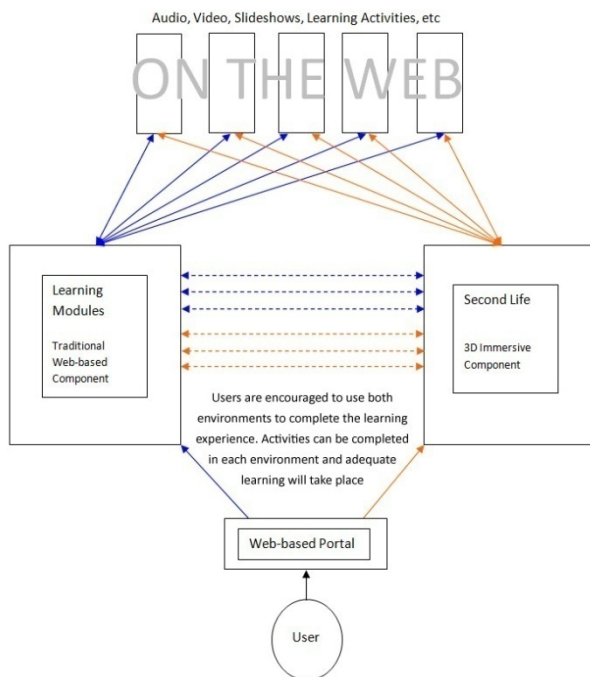 Audio, Video, Slideshows, Learning Activities, etc
ON THE WEB
Learning
Modules
Traditional
Web-based
Component
Second Life
3D Immersive
Component
Users are encouraged to use both
environments to complete the learning
experience. Activities can be completed
in each environment and adequate
learning will take place
Web-based Portal
User